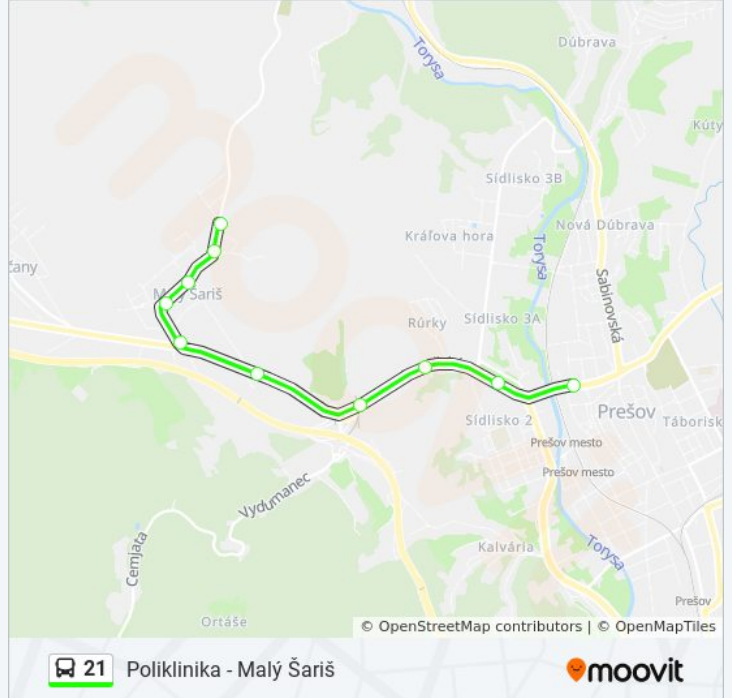 Torysa
Dúbrava
Kúty
Sídlisko 3B
Nová Dúbrava
Kráľova hora
Torysa
čany
Malý Šariš
Sabinovská
Rúrky
Sídlisko 3A
Prešov
Sídlisko 2
Táborisk
Prešov mesto
Prešov mesto
Vydumanec
Cemjata
Kalvária
Torysa
Prešov
Ortáše
© OpenStreetMap contributors | © OpenMapTiles
21 Poliklinika - Malý Šariš
moovit